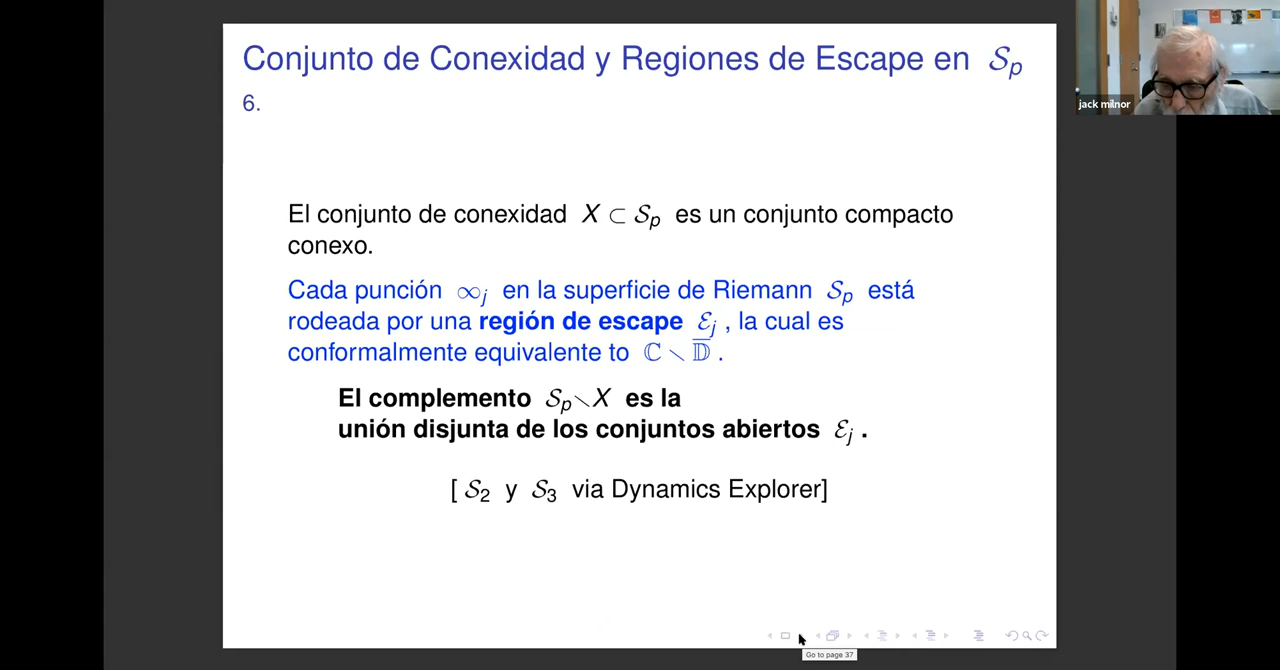 Conjunto de Conexidad y Regiones de Escape en 𝒮ₚ
6.
El conjunto de conexidad X ⊂ 𝒮ₚ es un conjunto compacto
conexo.
Cada punción ∞ⱼ en la superficie de Riemann 𝒮ₚ está
rodeada por una región de escape ℰⱼ , la cual es
conformalmente equivalente to ℂ ∖ 𝔻̅ .
El complemento 𝒮ₚ∖X es la
unión disjunta de los conjuntos abiertos ℰⱼ .
[ 𝒮₂ y 𝒮₃ via Dynamics Explorer]
Go to page 37
jack milnor